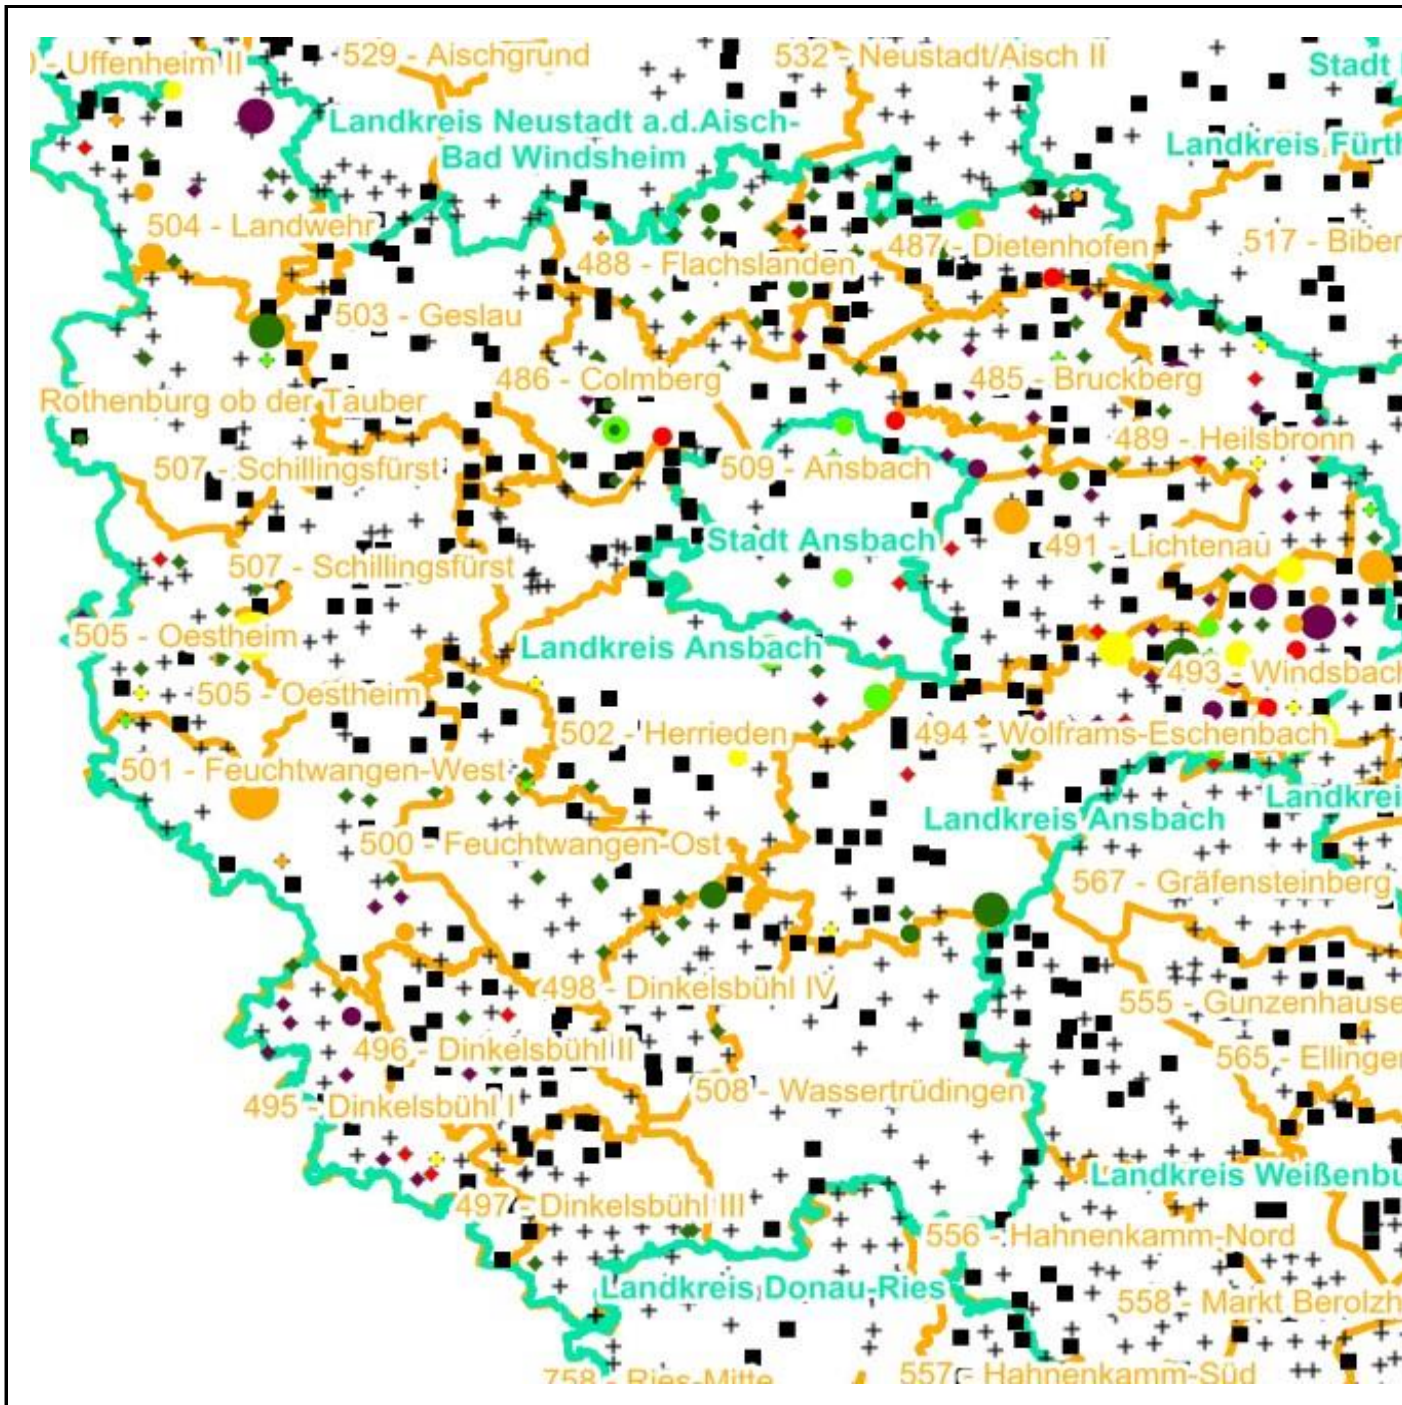 529 - Aischgrund
532 - Neustadt/Aisch II
Uffenheim II
Stadt
Landkreis Neustadt a.d.Aisch-
Bad Windsheim
Landkreis Fürth
504 - Landwehr
487 - Dietenhofen
517 - Biber
488 - Flachslanden
503 - Geslau
486 - Colmberg
485 - Bruckberg
Rothenburg ob der Tauber
489 - Heilsbronn
507 - Schillingsfürst
509 - Ansbach
Stadt Ansbach
491 - Lichtenau
507 - Schillingsfürst
505 - Oestheim
Landkreis Ansbach
493 - Windsbach
505 - Oestheim
502 - Herrieden
494 - Wolframs-Eschenbach
501 - Feuchtwangen-West
Landkrei
Landkreis Ansbach
500 - Feuchtwangen-Ost
567 - Gräfensteinberg
498 - Dinkelsbühl IV
555 - Gunzenhause
496 - Dinkelsbühl II
565 - Ellinger
508 - Wassertrüdingen
495 - Dinkelsbühl I
Landkreis Weißenbu
497 - Dinkelsbühl III
556 - Hahnenkamm-Nord
Landkreis Donau-Ries
558 - Markt Berolzh
758 - Ries-Mitte
557 - Hahnenkamm-Süd